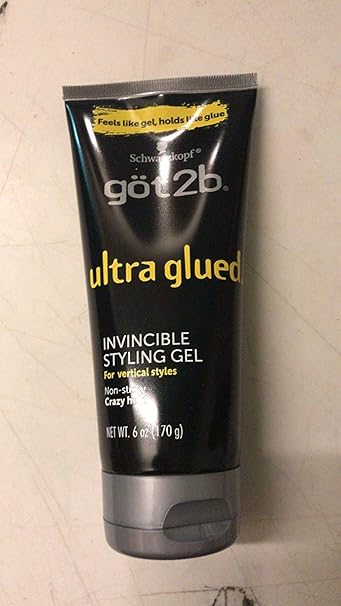 Feels like gel, holds like glue
Schwarzkopf®
göt2b®
ultra glued
INVINCIBLE
STYLING GEL
For vertical styles
Crazy
NET WT. 6 oz (170 g)